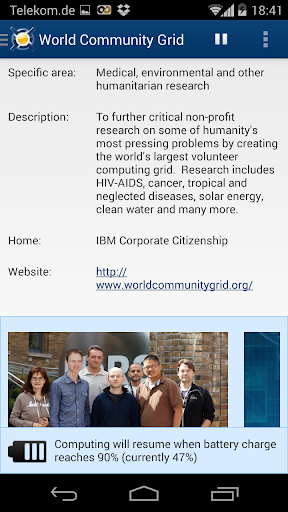 Telekom.de 18:41
World Community Grid
Specific area: Medical, environmental and other
humanitarian research
Description: To further critical non-profit
research on some of humanity's
most pressing problems by creating
the world's largest volunteer
computing grid. Research includes
HIV-AIDS, cancer, tropical and
neglected diseases, solar energy,
clean water and many more.
Home: IBM Corporate Citizenship
Website: http://
www.worldcommunitygrid.org/
Computing will resume when battery charge
reaches 90% (currently 47%)